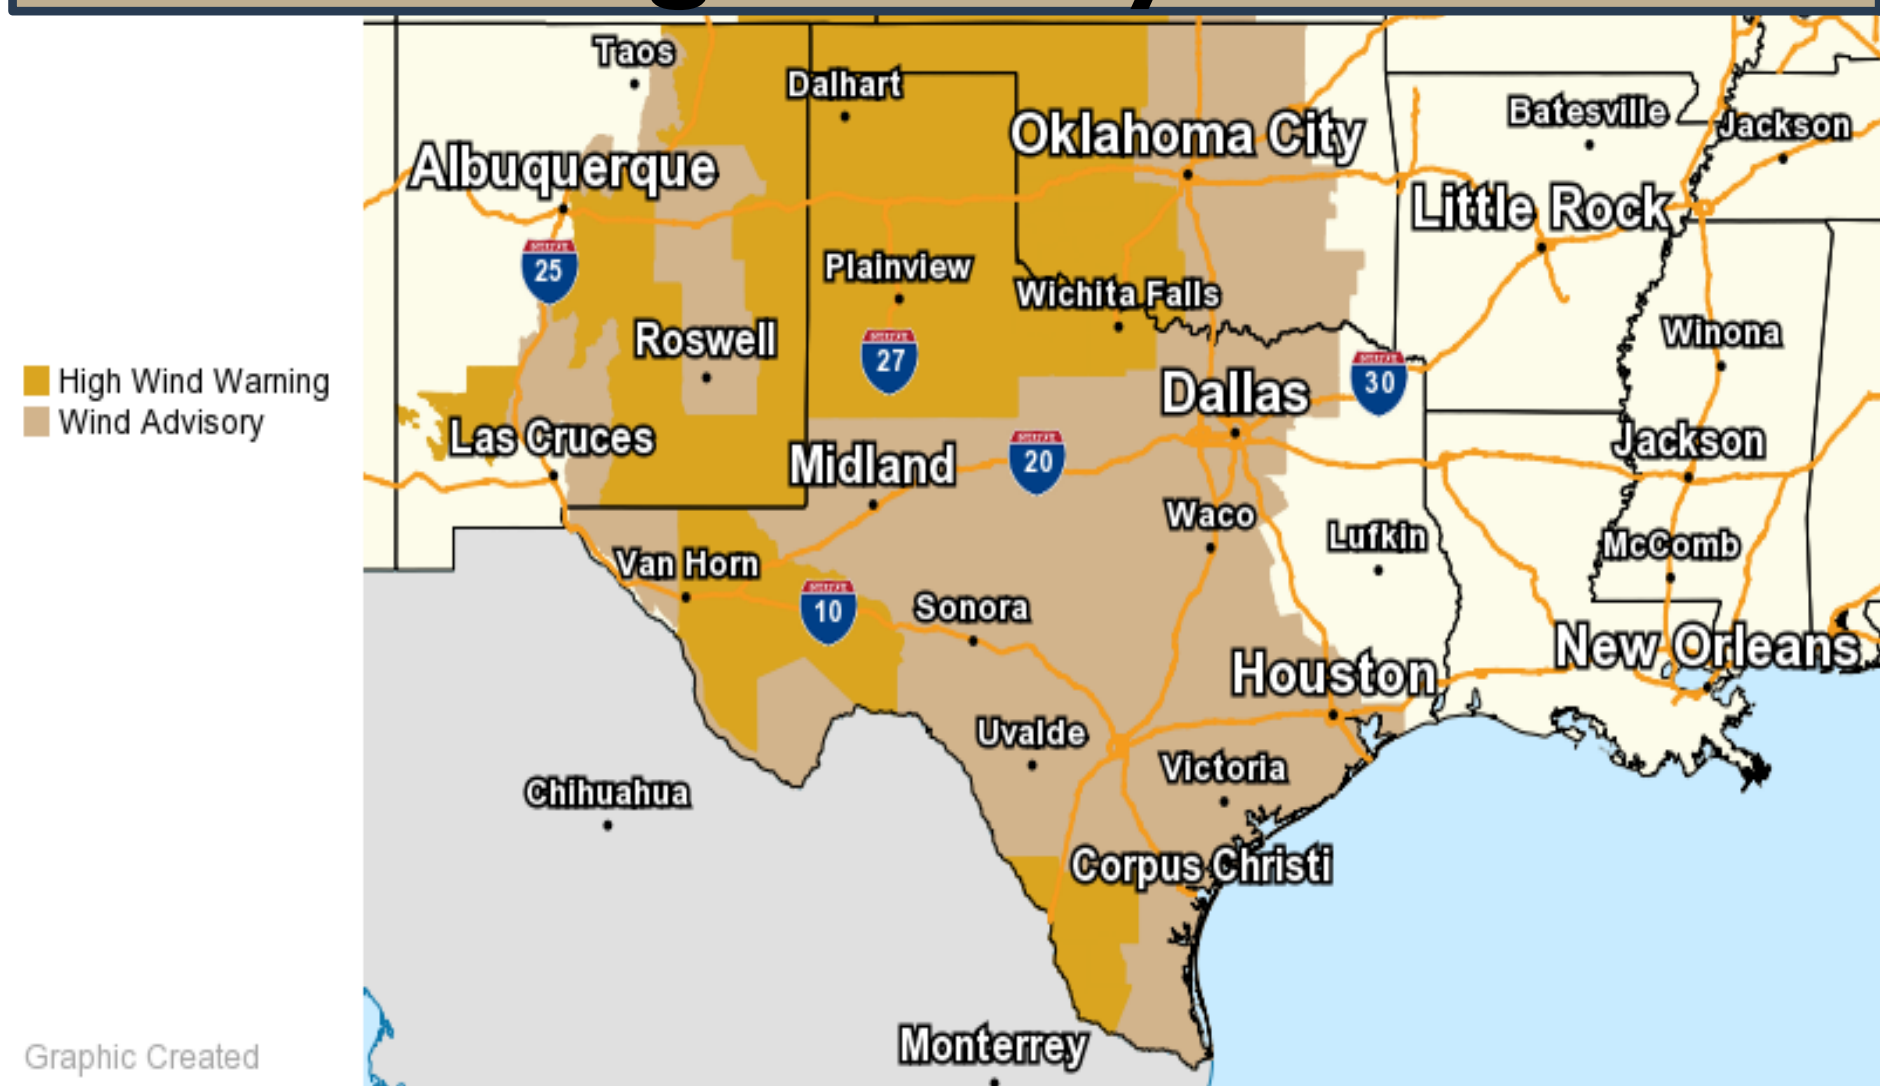 Taos
Dalhart
Batesville
Jackson
Oklahoma City
Albuquerque
Little Rock
25
Plainview
Wichita Falls
Winona
Roswell
27
30
High Wind Warning
Wind Advisory
Dallas
Las Cruces
Midland
20
Jackson
Waco
Lufkin
McComb
Van Horn
10
Sonora
New Orleans
Houston
Uvalde
Victoria
Chihuahua
Corpus Christi
Monterrey
Graphic Created